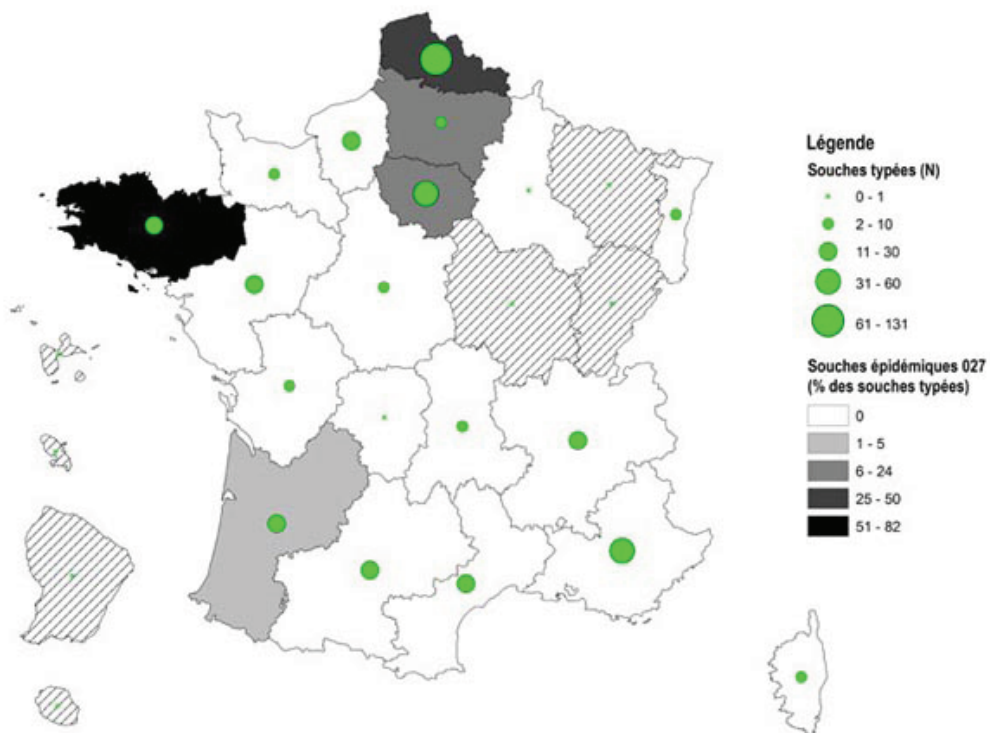 Légende
Souches typées (N)
0 - 1
2 - 10
11 - 30
31 - 60
61 - 131
Souches épidémiques 027
(% des souches typées)
0
1 - 5
6 - 24
25 - 50
51 - 82